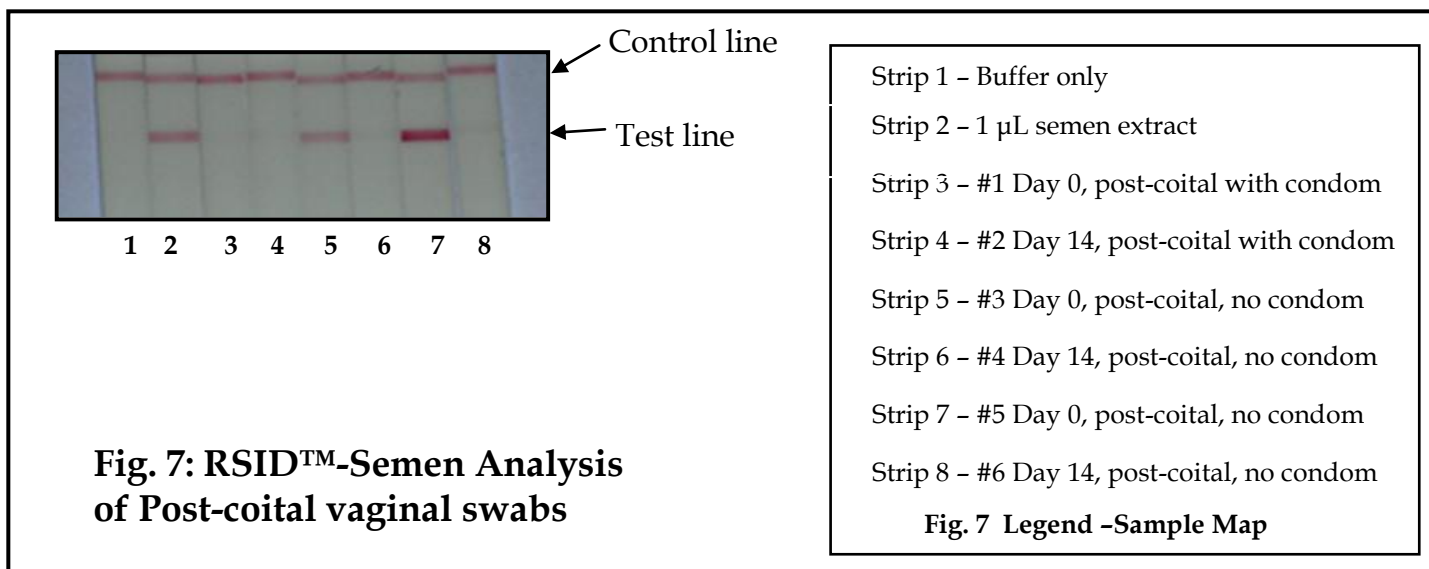 Control line
Test line
1 2 3 4 5 6 7 8
Fig. 7: RSID™-Semen Analysis
of Post-coital vaginal swabs
Strip 1 – Buffer only
Strip 2 – 1 µL semen extract
Strip 3 – #1 Day 0, post-coital with condom
Strip 4 – #2 Day 14, post-coital with condom
Strip 5 – #3 Day 0, post-coital, no condom
Strip 6 – #4 Day 14, post-coital, no condom
Strip 7 – #5 Day 0, post-coital, no condom
Strip 8 – #6 Day 14, post-coital, no condom
Fig. 7 Legend –Sample Map